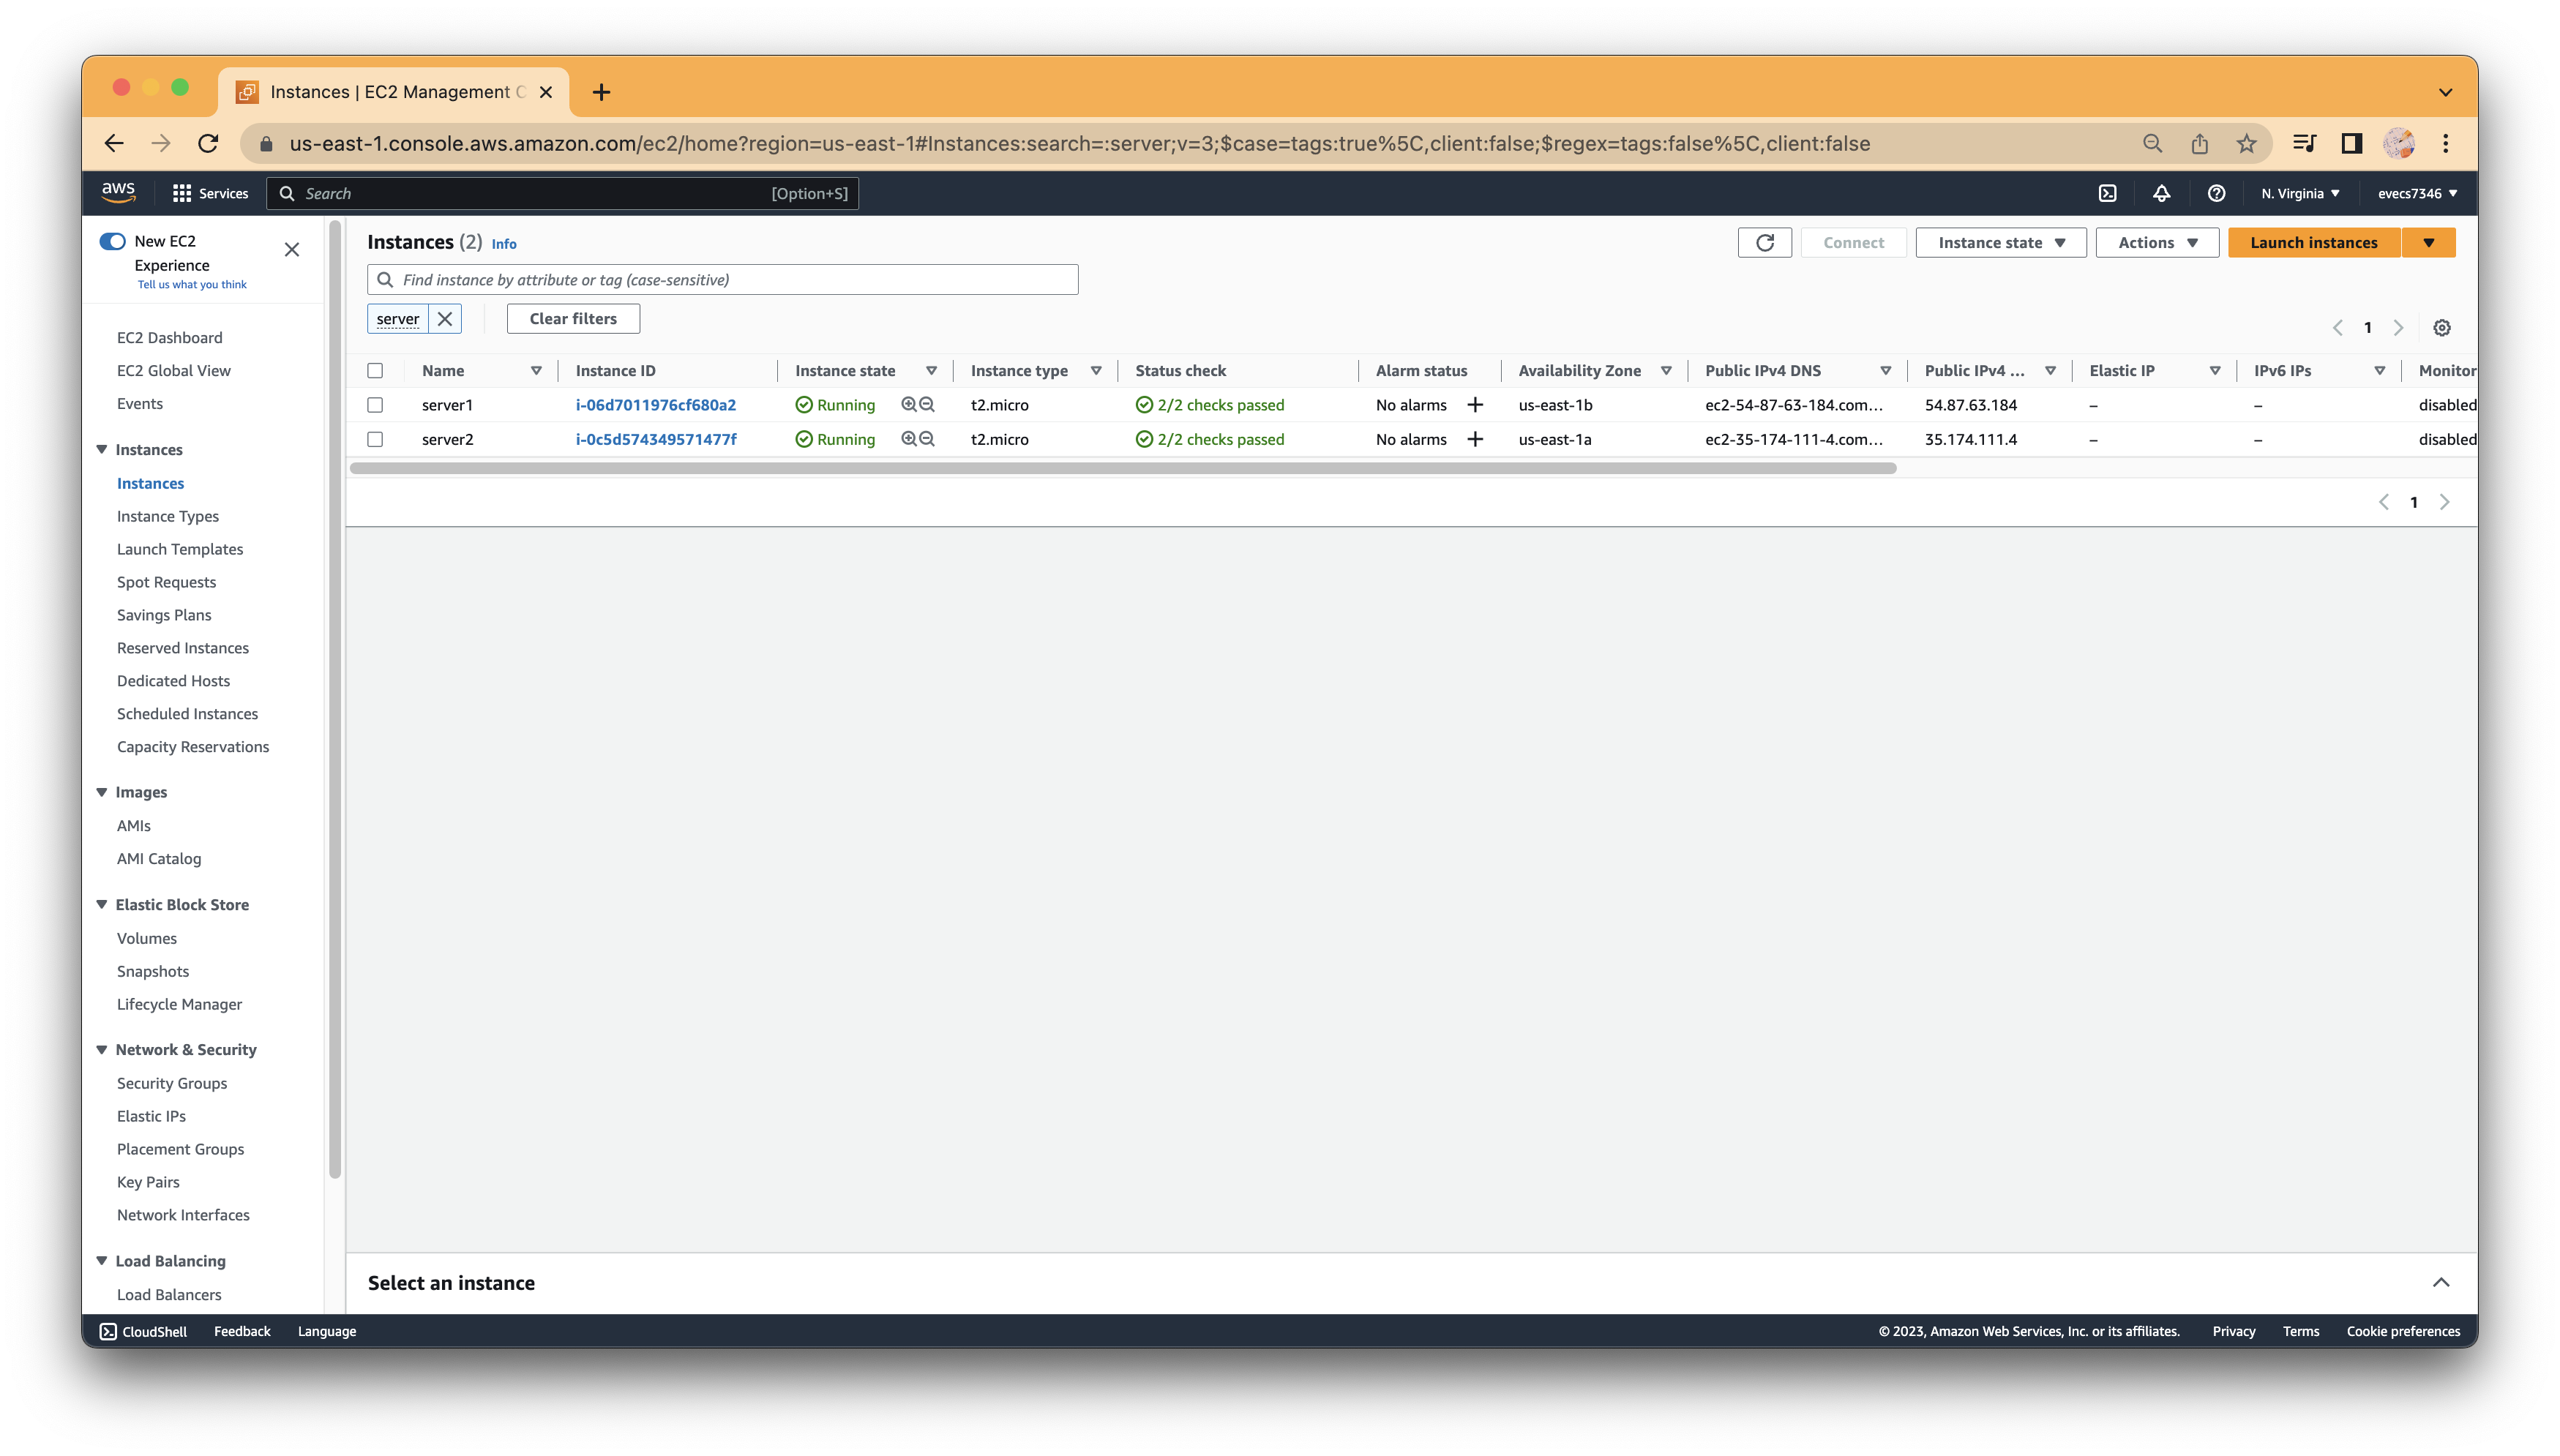 Instances | EC2 Management C
us-east-1.console.aws.amazon.com/ec2/home?region=us-east-1#Instances:search=:server;v=3;$case=tags:true%5C,client:false;$regex=tags:false%5C,client:false
aws Services Search [Option+S] N. Virginia evecs7346
New EC2
Experience
Tell us what you think
EC2 Dashboard
EC2 Global View
Events
Instances
Instances
Instance Types
Launch Templates
Spot Requests
Savings Plans
Reserved Instances
Dedicated Hosts
Scheduled Instances
Capacity Reservations
Images
AMIs
AMI Catalog
Elastic Block Store
Volumes
Snapshots
Lifecycle Manager
Network & Security
Security Groups
Elastic IPs
Placement Groups
Key Pairs
Network Interfaces
Load Balancing
Load Balancers
Instances (2) Info Connect Instance state Actions Launch instances
Find instance by attribute or tag (case-sensitive)
server Clear filters
1
Name Instance ID Instance state Instance type Status check Alarm status Availability Zone Public IPv4 DNS Public IPv4 ... Elastic IP IPv6 IPs Monitor
server1 i-06d7011976cf680a2 Running t2.micro 2/2 checks passed No alarms + us-east-1b ec2-54-87-63-184.com... 54.87.63.184 – – disabled
server2 i-0c5d574349571477f Running t2.micro 2/2 checks passed No alarms + us-east-1a ec2-35-174-111-4.com... 35.174.111.4 – – disabled
1
Select an instance
CloudShell Feedback Language © 2023, Amazon Web Services, Inc. or its affiliates. Privacy Terms Cookie preferences